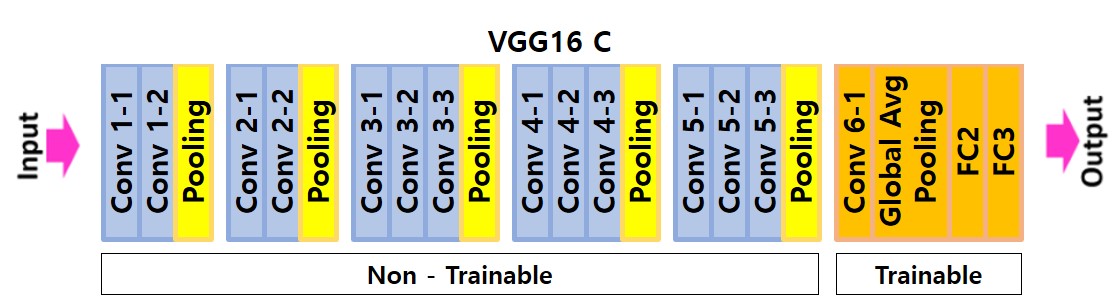 VGG16 C
Input
Conv 1-1
Conv 1-2
Pooling
Conv 2-1
Conv 2-2
Pooling
Conv 3-1
Conv 3-2
Conv 3-3
Pooling
Conv 4-1
Conv 4-2
Conv 4-3
Pooling
Conv 5-1
Conv 5-2
Conv 5-3
Pooling
Conv 6-1
Global Avg
Pooling
FC2
FC3
Output
Non - Trainable
Trainable